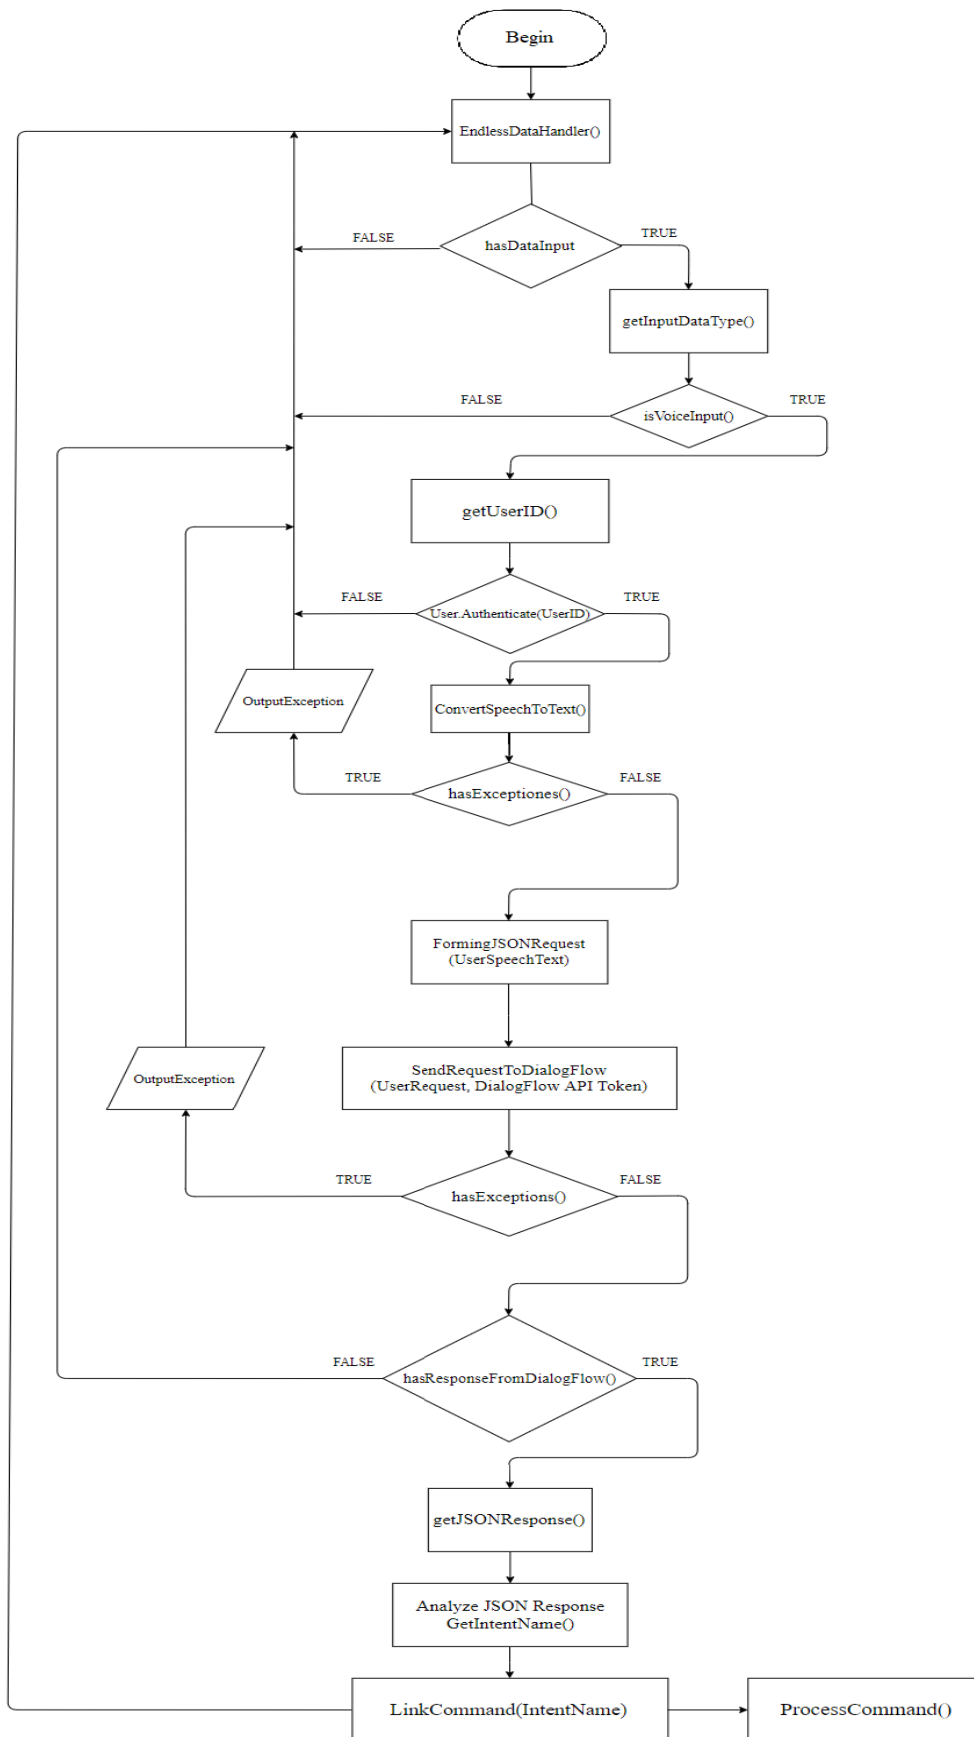 Begin
EndlessDataHandler()
hasDataInput
FALSE
TRUE
getInputDataType()
isVoiceInput()
FALSE
TRUE
getUserID()
User.Authenticate(UserID)
FALSE
TRUE
OutputException
ConvertSpeechToText()
hasExceptiones()
TRUE
FALSE
FormingJSONRequest
(UserSpeechText)
OutputException
SendRequestToDialogFlow
(UserRequest, DialogFlow API Token)
hasExceptions()
TRUE
FALSE
hasResponseFromDialogFlow()
FALSE
TRUE
getJSONResponse()
Analyze JSON Response
GetIntentName()
LinkCommand(IntentName)
ProcessCommand()